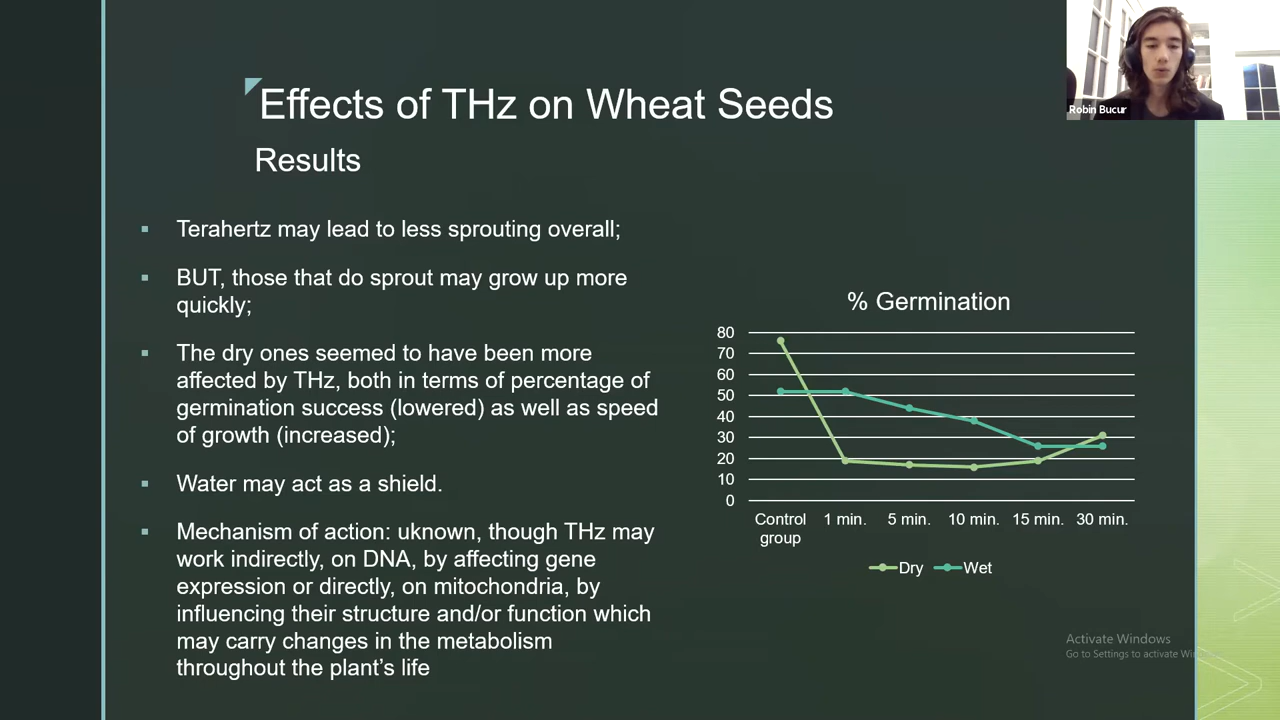 Robin Bucur
Effects of THz on Wheat Seeds
Results
Terahertz may lead to less sprouting overall;
BUT, those that do sprout may grow up more
quickly;
The dry ones seemed to have been more
affected by THz, both in terms of percentage of
germination success (lowered) as well as speed
of growth (increased);
Water may act as a shield.
Mechanism of action: uknown, though THz may
work indirectly, on DNA, by affecting gene
expression or directly, on mitochondria, by
influencing their structure and/or function which
may carry changes in the metabolism
throughout the plant's life
% Germination
80
70
60
50
40
30
20
10
0
Control
group
1 min.
5 min.
10 min.
15 min.
30 min.
Dry
Wet
Activate Windows
Go to Settings to activate